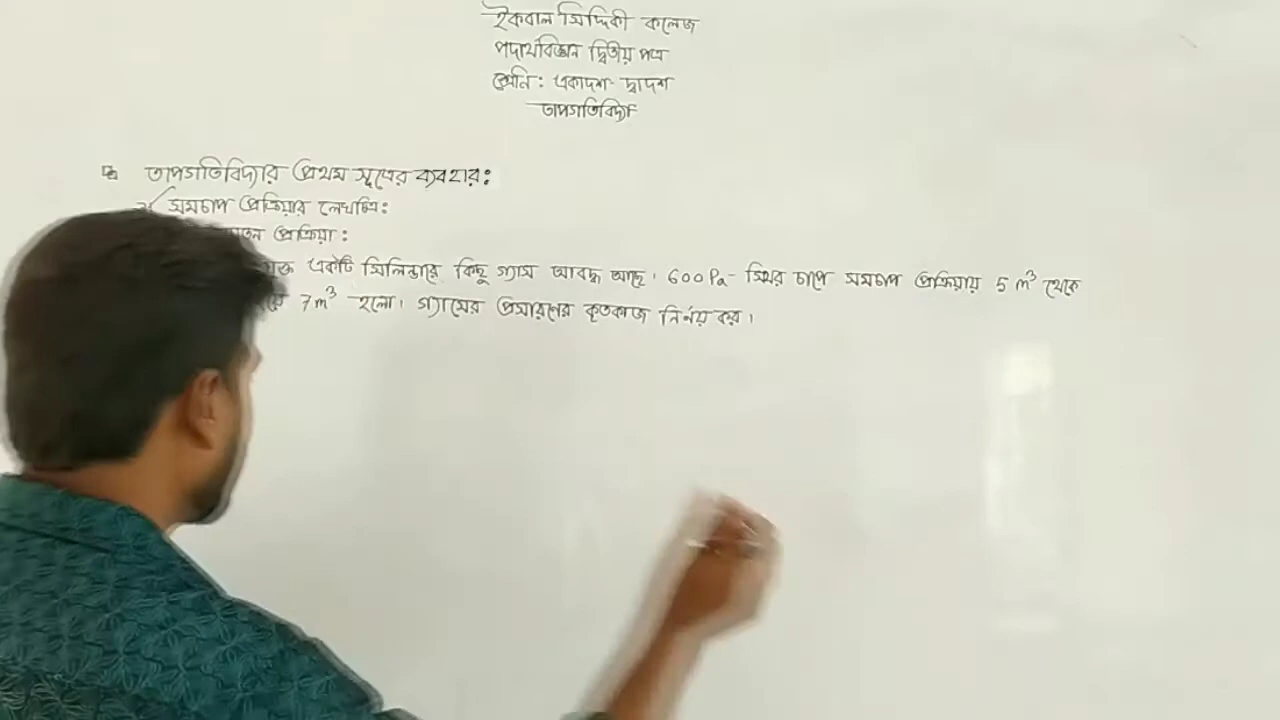 ইকবাল সিদ্দিকী কলেজ
পদার্থবিজ্ঞান দ্বিতীয় পত্র
শ্রেনি: একাদশ-দ্বাদশ
তাপগতিবিদ্যা
তাপগতিবিদ্যার প্রথম সূত্রের ব্যবহার:
সমচাপ প্রক্রিয়ার লেখচিত্র:
প্রক্রিয়া:
একটি সিলিন্ডারে কিছু গ্যাস আবদ্ধ আছে। 600 Pa স্থির চাপে সমচাপ প্রক্রিয়ায় 5 m³ থেকে
7 m³ হলো। গ্যাসের প্রসারণের কৃতকাজ নির্ণয় কর।